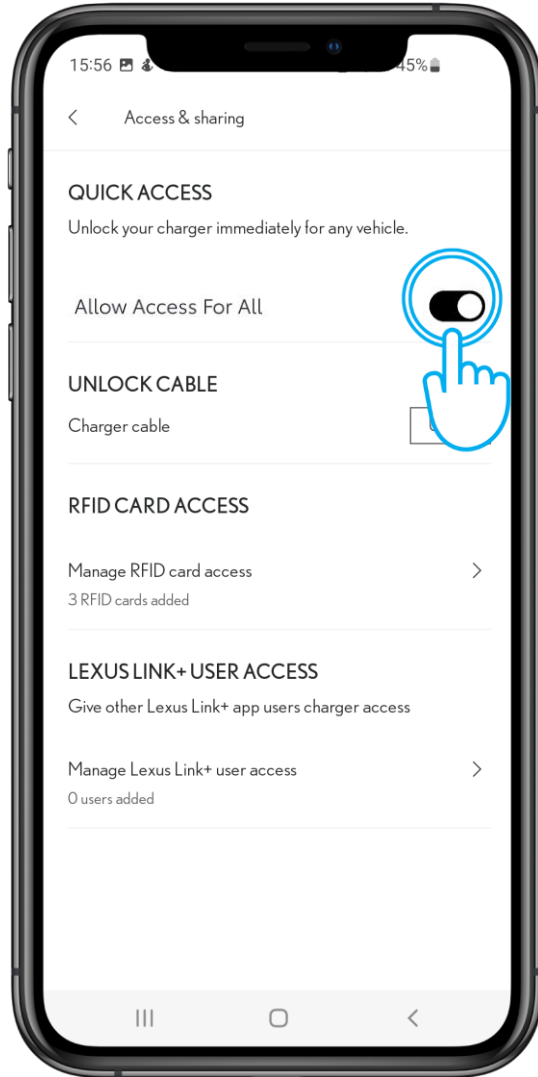 15:56
45%
Access & sharing
QUICK ACCESS
Unlock your charger immediately for any vehicle.
Allow Access For All
UNLOCK CABLE
Charger cable
RFID CARD ACCESS
Manage RFID card access
3 RFID cards added
LEXUS LINK+ USER ACCESS
Give other Lexus Link+ app users charger access
Manage Lexus Link+ user access
0 users added